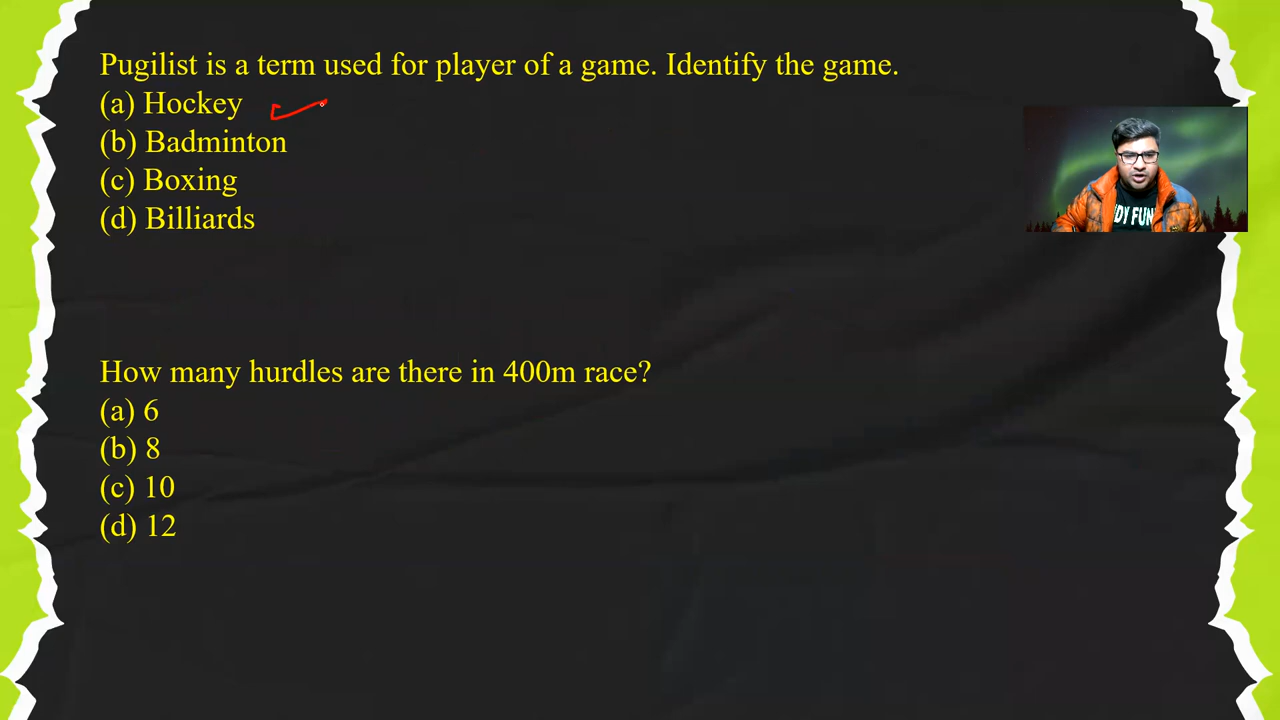 Pugilist is a term used for player of a game. Identify the game.
(a) Hockey
(b) Badminton
(c) Boxing
(d) Billiards
How many hurdles are there in 400m race?
(a) 6
(b) 8
(c) 10
(d) 12